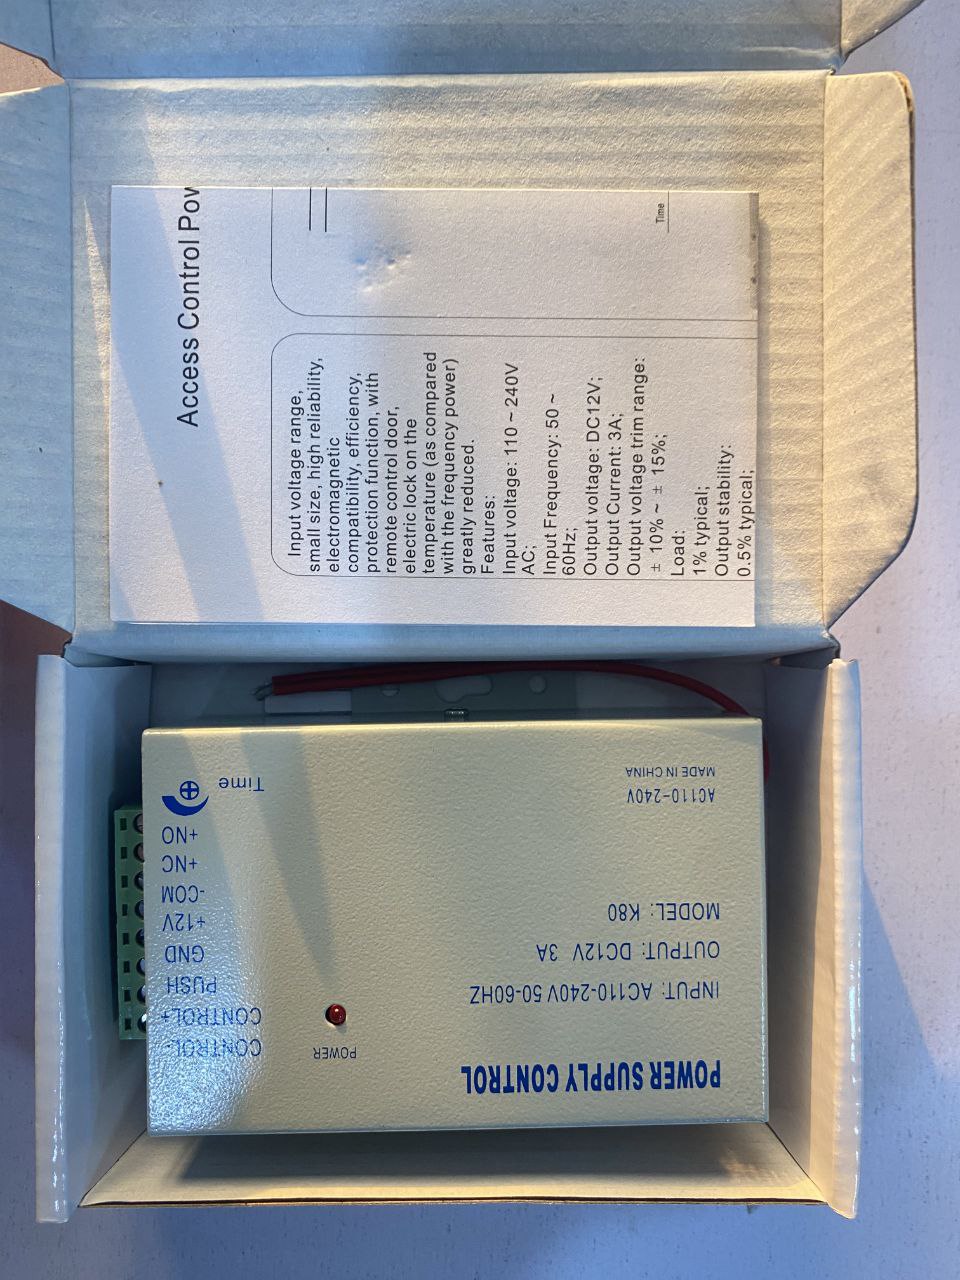 Access Control Pow
Input voltage range,
small size, high reliability,
electromagnetic
compatibility, efficiency,
protection function, with
remote control door,
electric lock on the
temperature (as compared
with the frequency power)
greatly reduced.
Features:
Input voltage: 110 ~ 240V
AC;
Input Frequency: 50 ~
60Hz;
Output voltage: DC12V;
Output Current: 3A;
Output voltage trim range:
± 10% ~ ± 15%;
Load:
1% typical;
Output stability:
0.5% typical;
Time
POWER SUPPLY CONTROL
INPUT: AC110-240V 50-60HZ
OUTPUT: DC12V 3A
MODEL: K80
AC110-240V
MADE IN CHINA
POWER
CONTROL-
CONTROL+
PUSH
GND
+12V
-COM
+NC
+NO
Time